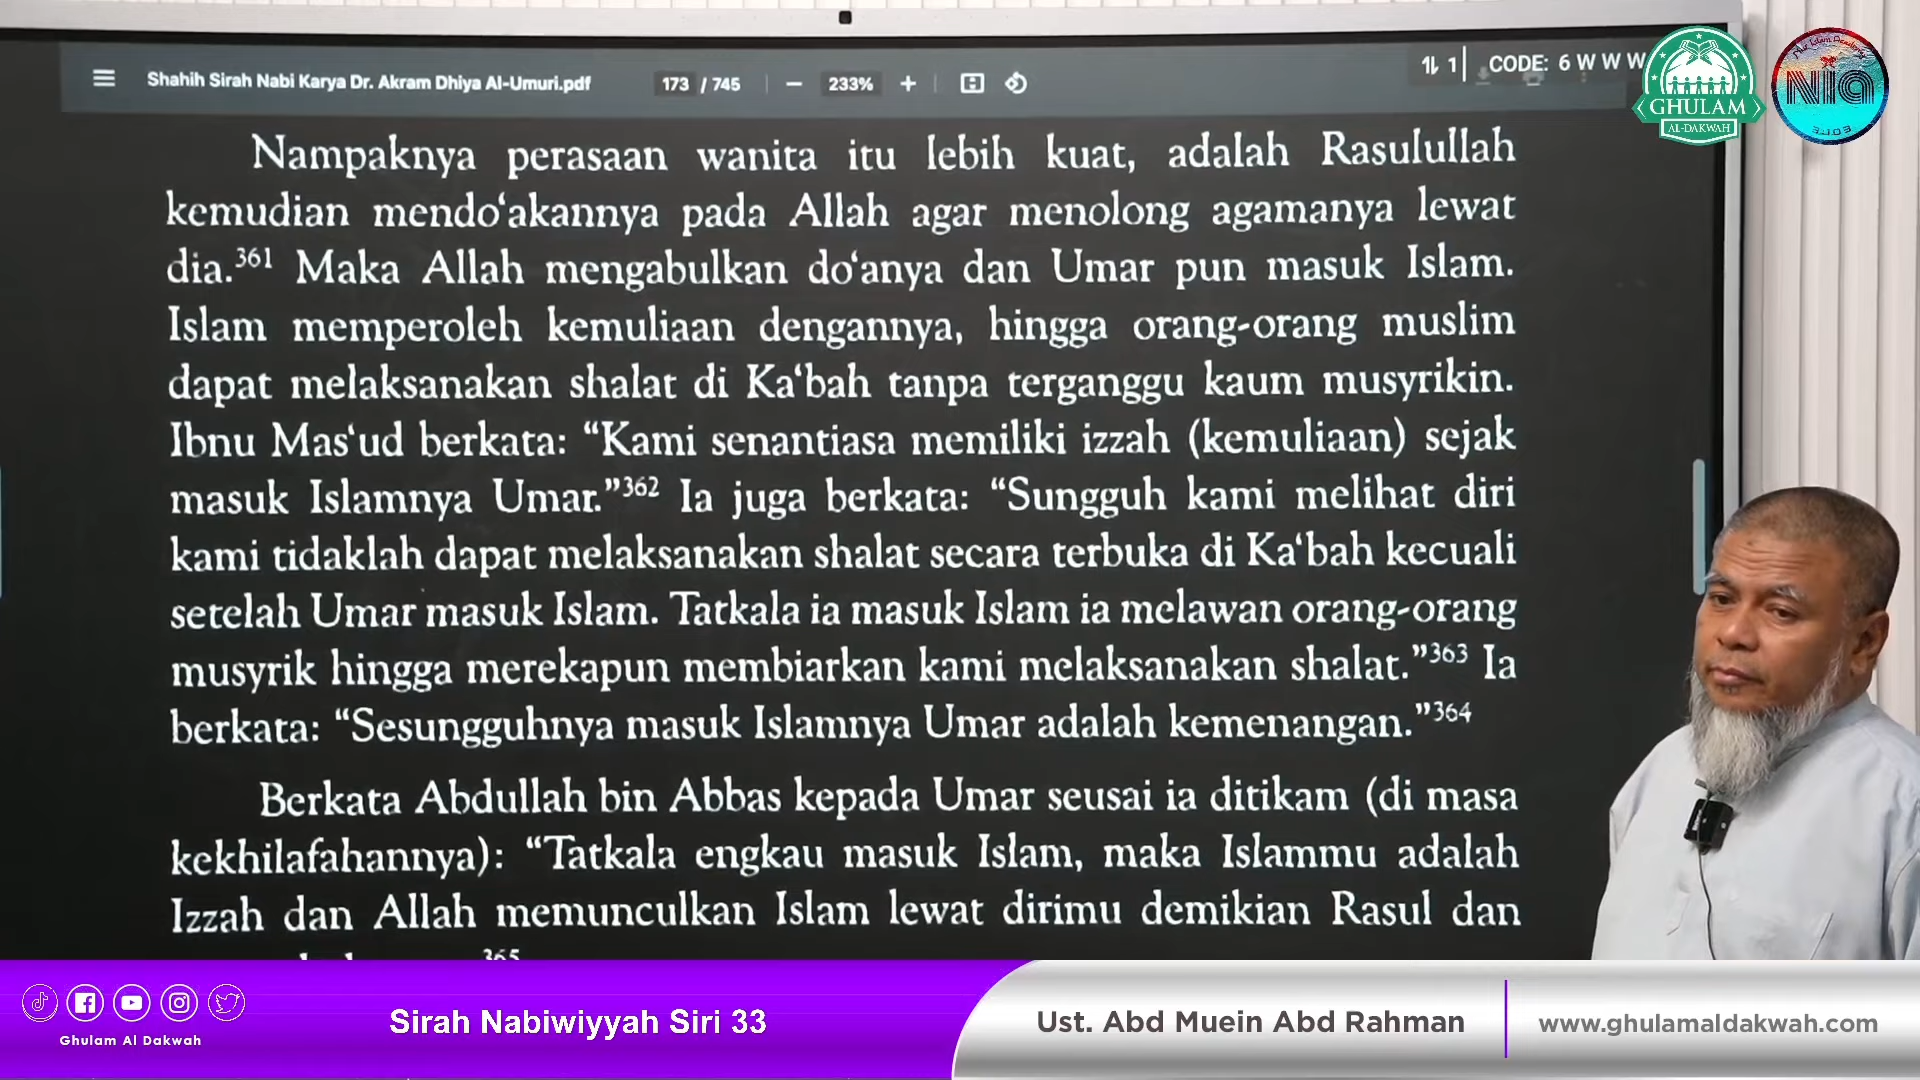 Shahih Sirah Nabi Karya Dr. Akram Dhiya Al-Umuri.pdf 173 / 745 233% 1 CODE: 6 W W W
GHULAM
AL-DAKWAH
NIA
Nampaknya perasaan wanita itu lebih kuat, adalah Rasulullah
kemudian mendo‘akannya pada Allah agar menolong agamanya lewat
dia.361 Maka Allah mengabulkan do‘anya dan Umar pun masuk Islam.
Islam memperoleh kemuliaan dengannya, hingga orang-orang muslim
dapat melaksanakan shalat di Ka‘bah tanpa terganggu kaum musyrikin.
Ibnu Mas‘ud berkata: “Kami senantiasa memiliki izzah (kemuliaan) sejak
masuk Islamnya Umar.”362 Ia juga berkata: “Sungguh kami melihat diri
kami tidaklah dapat melaksanakan shalat secara terbuka di Ka‘bah kecuali
setelah Umar masuk Islam. Tatkala ia masuk Islam ia melawan orang-orang
musyrik hingga merekapun membiarkan kami melaksanakan shalat.”363 Ia
berkata: “Sesungguhnya masuk Islamnya Umar adalah kemenangan.”364
Berkata Abdullah bin Abbas kepada Umar seusai ia ditikam (di masa
kekhilafahannya): “Tatkala engkau masuk Islam, maka Islammu adalah
Izzah dan Allah memunculkan Islam lewat dirimu demikian Rasul dan
365
Ghulam Al Dakwah
Sirah Nabiwiyyah Siri 33
Ust. Abd Muein Abd Rahman
www.ghulamaldakwah.com